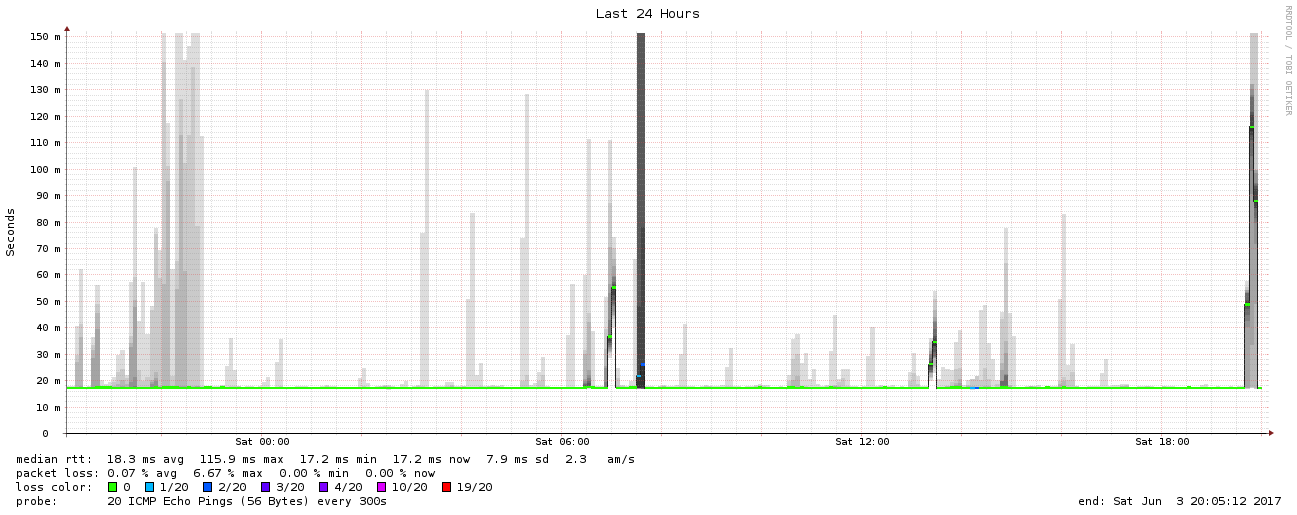 Last 24 Hours
RRDTOOL / TOBI OETIKER
Seconds
150 m
140 m
130 m
120 m
110 m
100 m
90 m
80 m
70 m
60 m
50 m
40 m
30 m
20 m
10 m
0
Sat 00:00 Sat 06:00 Sat 12:00 Sat 18:00
median rtt: 18.3 ms avg 115.9 ms max 17.2 ms min 17.2 ms now 7.9 ms sd 2.3 am/s
packet loss: 0.07 % avg 6.67 % max 0.00 % min 0.00 % now
loss color: 0 1/20 2/20 3/20 4/20 10/20 19/20
probe: 20 ICMP Echo Pings (56 Bytes) every 300s end: Sat Jun 3 20:05:12 2017